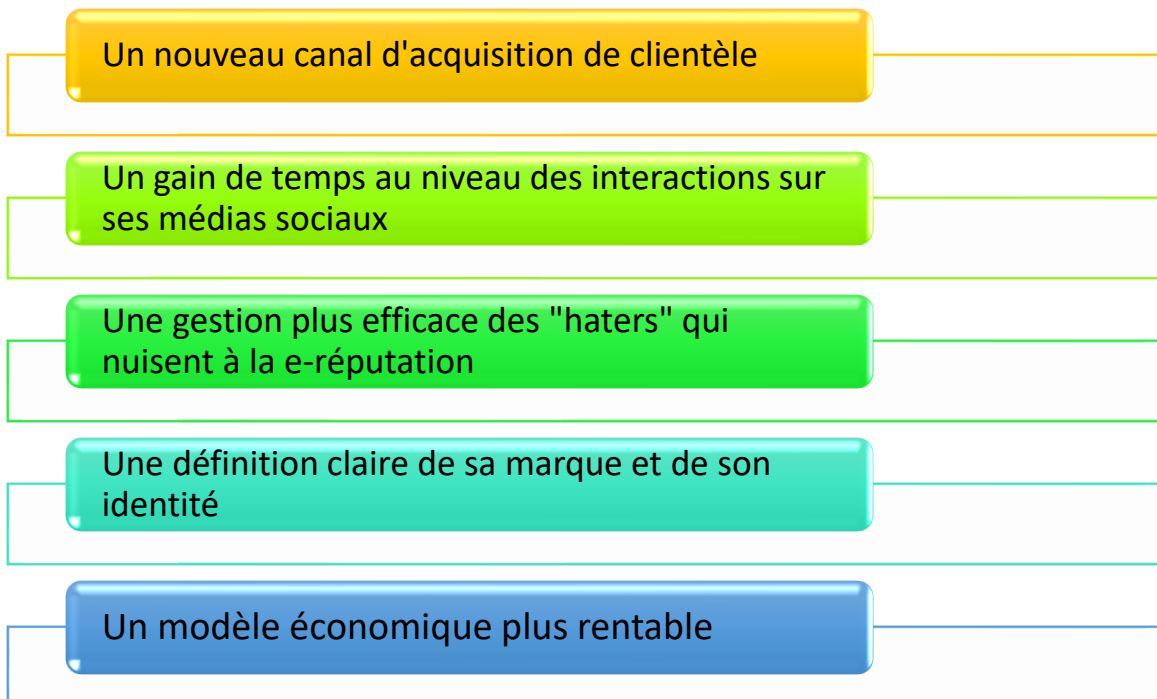 Un nouveau canal d'acquisition de clientèle
Un gain de temps au niveau des interactions sur
ses médias sociaux
Une gestion plus efficace des "haters" qui
nuisent à la e-réputation
Une définition claire de sa marque et de son
identité
Un modèle économique plus rentable